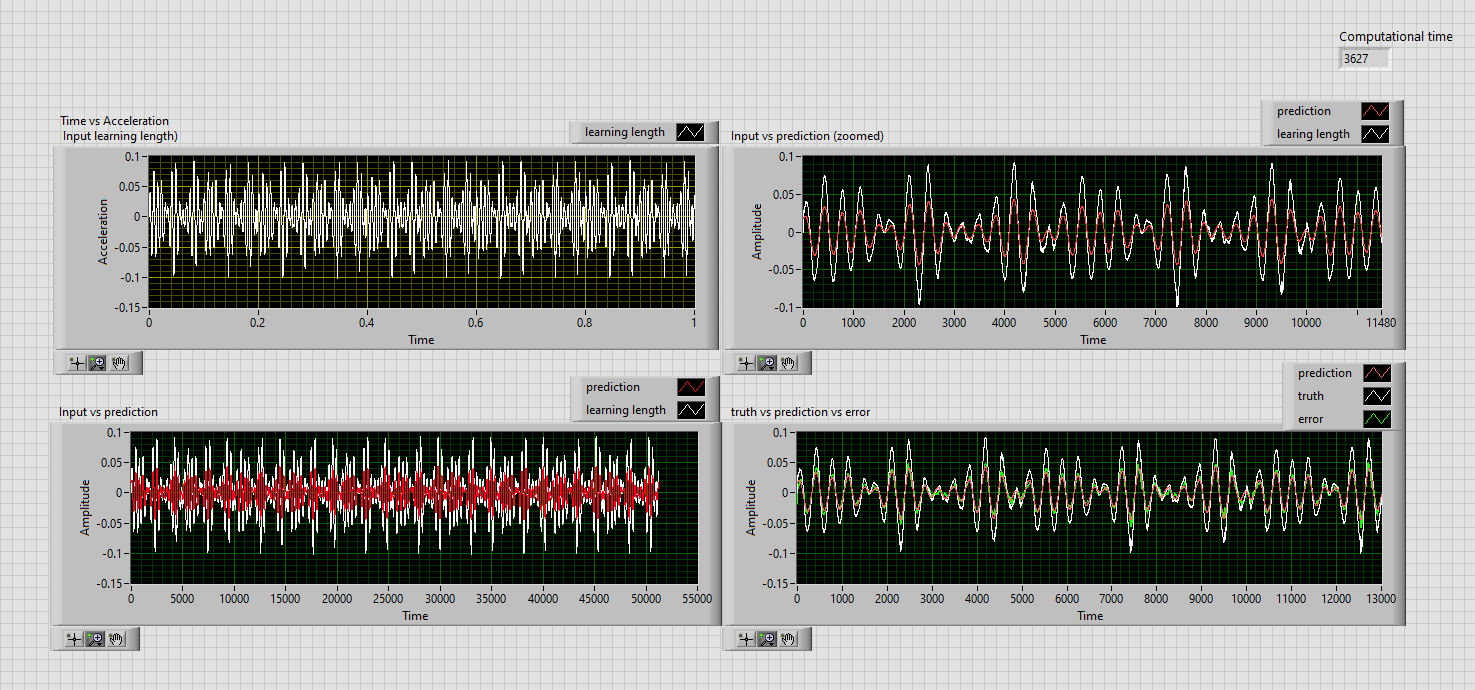 Computational time
3627
Time vs Acceleration
Input learning length)
learning length
Acceleration
0.1
0.05
0
-0.05
-0.1
-0.15
0 0.2 0.4 0.6 0.8 1
Time
Input vs prediction (zoomed)
prediction
learing length
Amplitude
0.1
0.05
0
-0.05
-0.1
0 1000 2000 3000 4000 5000 6000 7000 8000 9000 10000 11480
Time
Input vs prediction
prediction
learning length
Amplitude
0.1
0.05
0
-0.05
-0.1
-0.15
0 5000 10000 15000 20000 25000 30000 35000 40000 45000 50000 55000
Time
truth vs prediction vs error
prediction
truth
error
Amplitude
0.1
0.05
0
-0.05
-0.1
-0.15
0 1000 2000 3000 4000 5000 6000 7000 8000 9000 10000 11000 12000 13000
Time